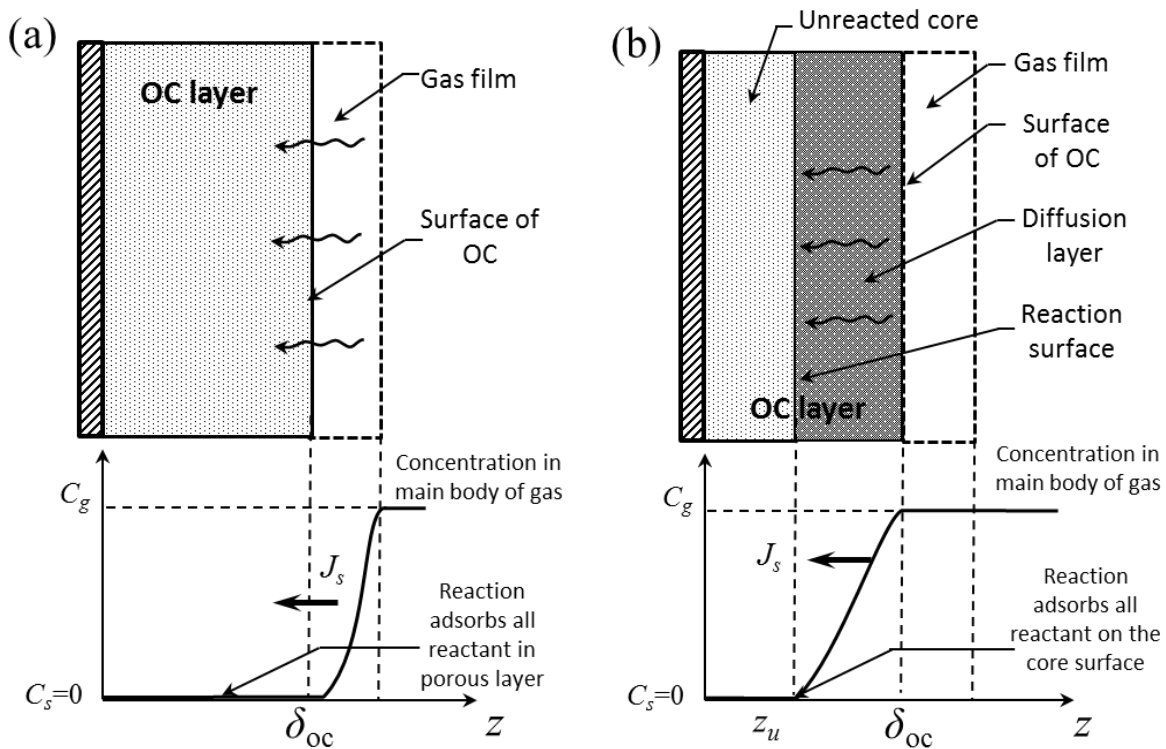 (a)
OC layer
Gas film
Surface of
OC
C_g
Concentration in
main body of gas
J_s
Reaction
adsorbs all
reactant in
porous layer
C_s=0
δ_oc
z
(b)
Unreacted core
Gas film
Surface
of OC
Diffusion
layer
Reaction
surface
OC layer
C_g
Concentration in
main body of gas
J_s
Reaction
adsorbs all
reactant on the
core surface
C_s=0
z_u
δ_oc
z